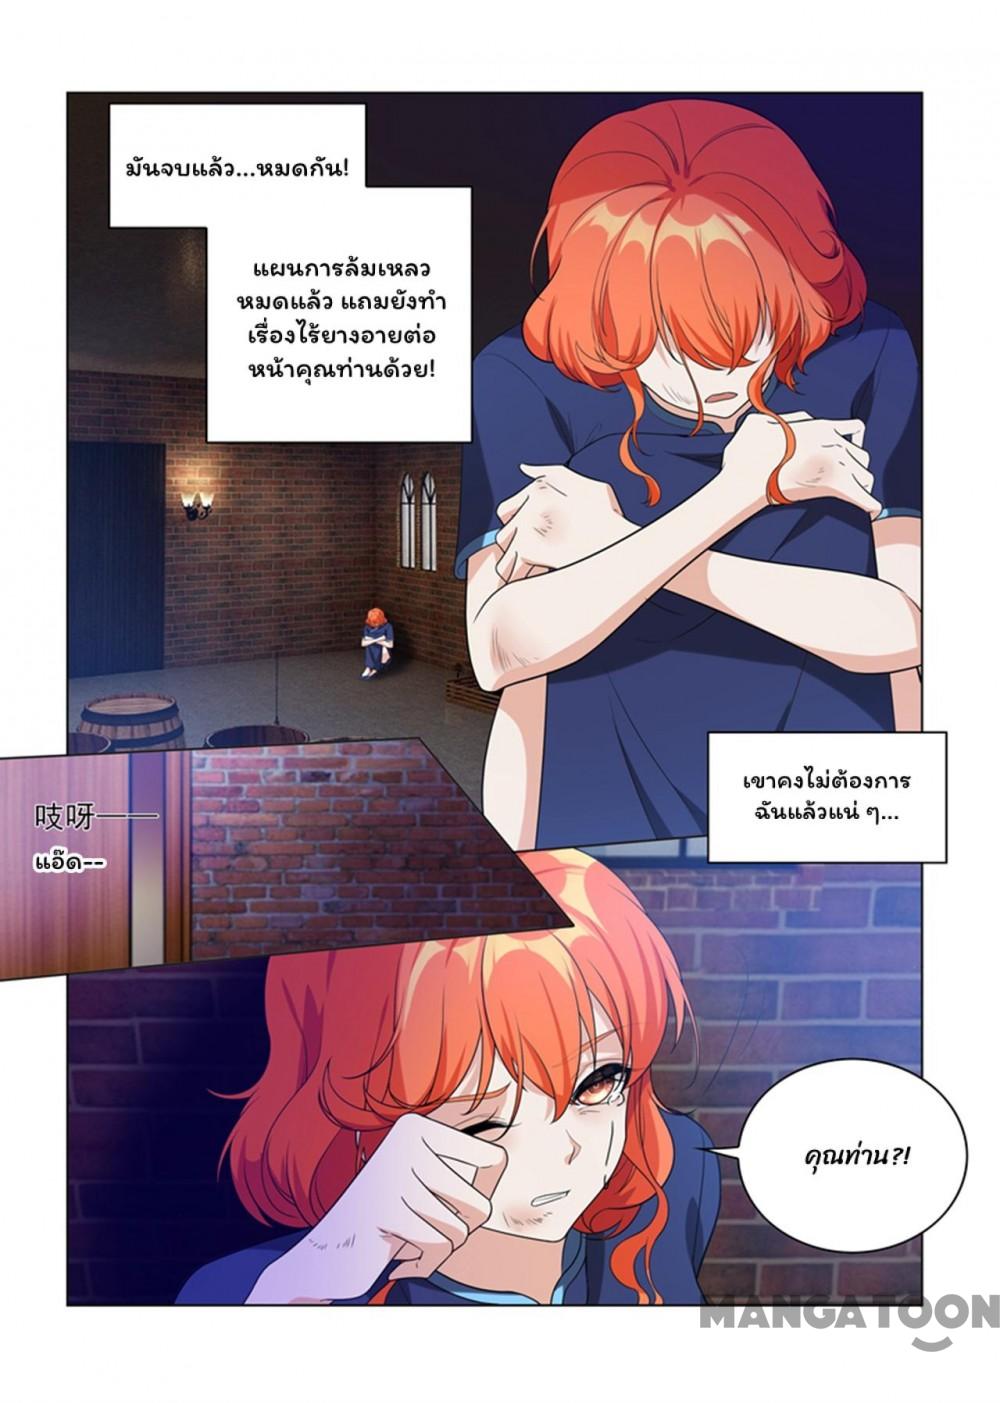 มันจบแล้ว...หมดกัน!
แผนการล้มเหลว
หมดแล้ว แถมยังทำ
เรื่องไร้ยางอายต่อ
หน้าคุณท่านด้วย!
เขาคงไม่ต้องการ
ฉันแล้วแน่ ๆ...
吱呀——
แอ๊ด--
คุณท่าน?!
MANGATOON